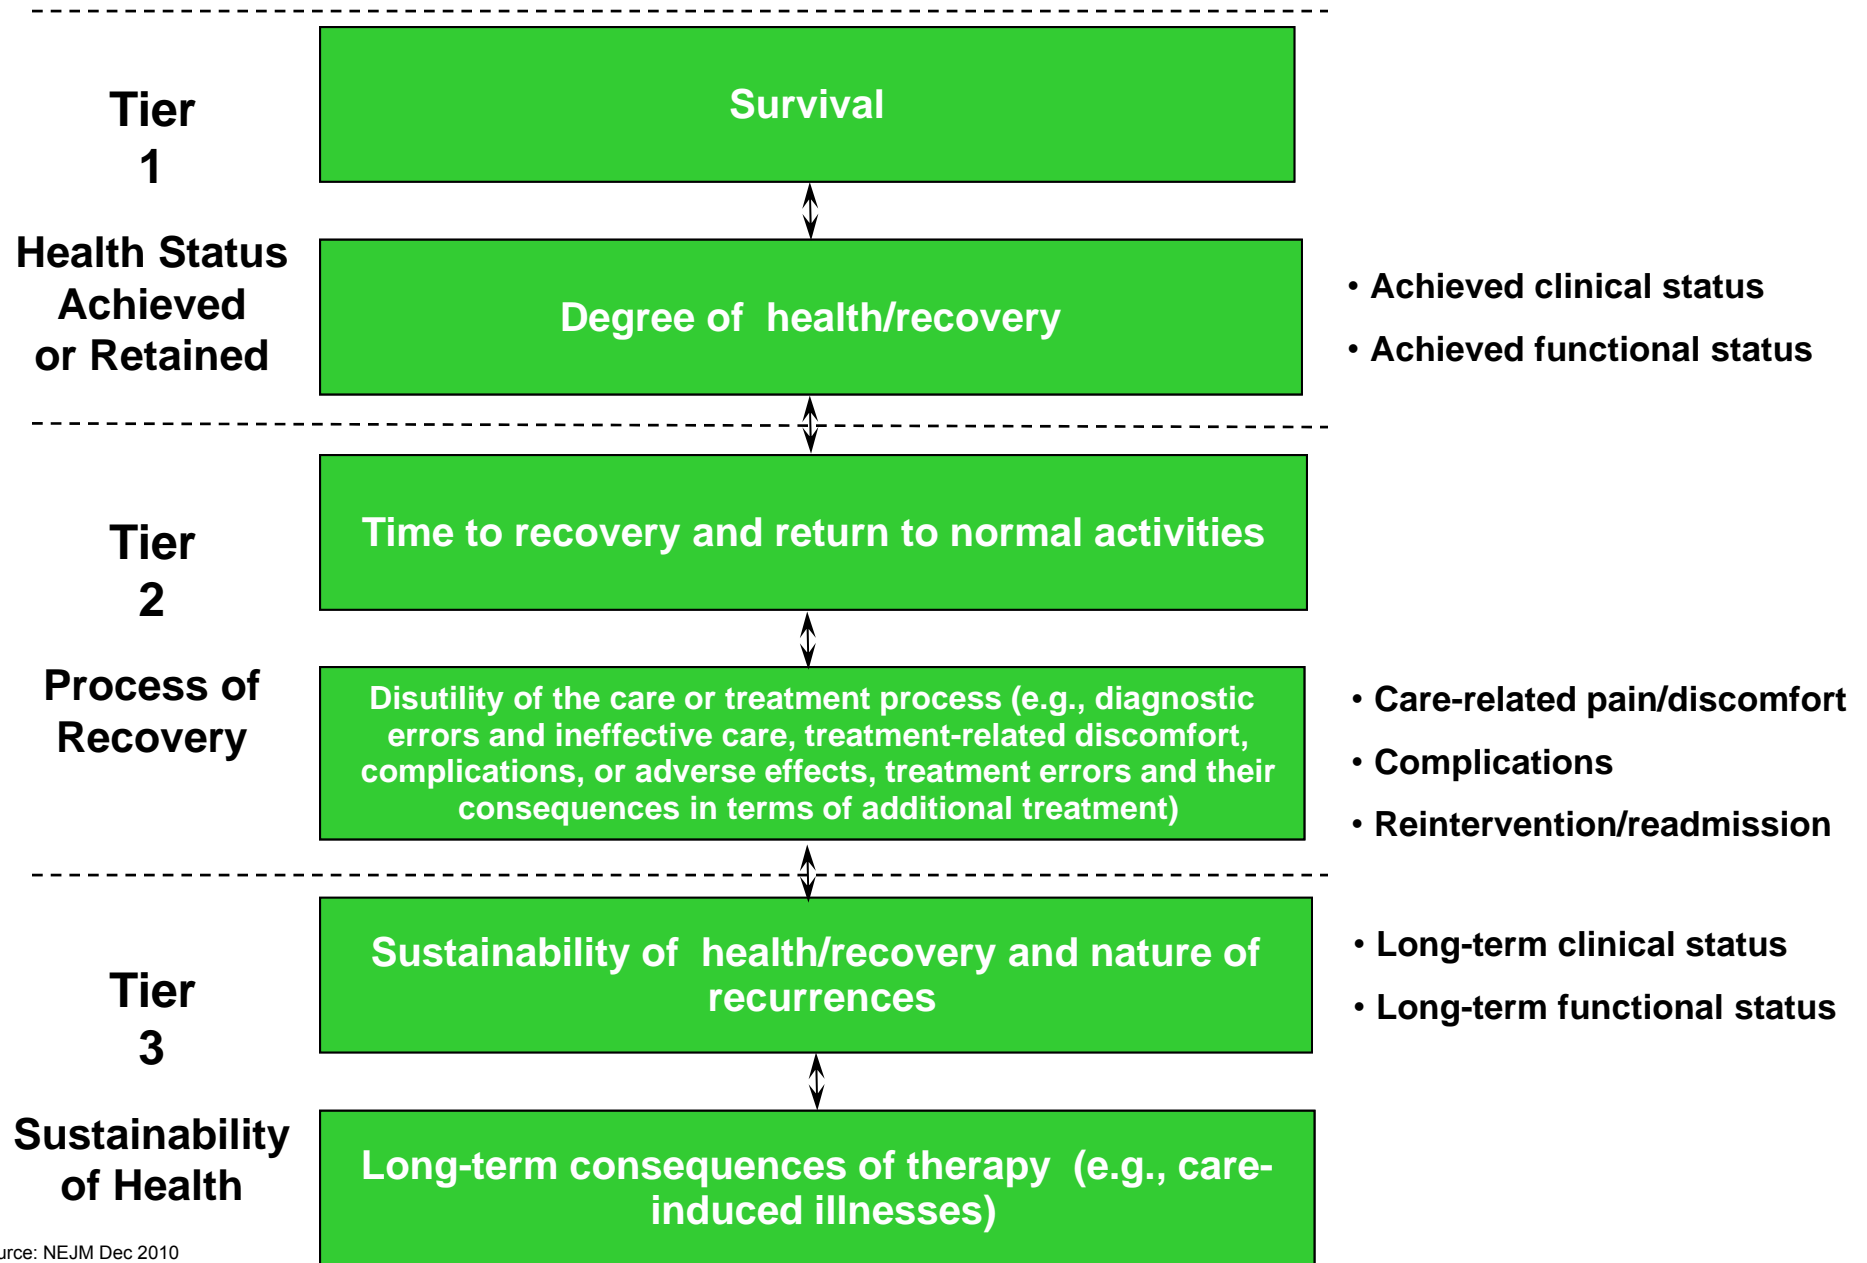 Tier
1
Health Status
Achieved
or Retained
Survival
Degree of health/recovery
• Achieved clinical status
• Achieved functional status
Tier
2
Process of
Recovery
Time to recovery and return to normal activities
Disutility of the care or treatment process (e.g., diagnostic
errors and ineffective care, treatment-related discomfort,
complications, or adverse effects, treatment errors and their
consequences in terms of additional treatment)
• Care-related pain/discomfort
• Complications
• Reintervention/readmission
Tier
3
Sustainability
of Health
Sustainability of health/recovery and nature of
recurrences
• Long-term clinical status
• Long-term functional status
Long-term consequences of therapy (e.g., care-
induced illnesses)
urce: NEJM Dec 2010